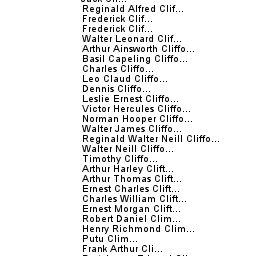 Reginald Alfred Clif...
Frederick Clif...
Frederick Clif...
Walter Leonard Clif...
Arthur Ainsworth Cliffo...
Basil Capeling Cliffo...
Charles Cliffo...
Leo Claud Cliffo...
Dennis Cliffo...
Leslie Ernest Cliffo...
Victor Hercules Cliffo...
Norman Hooper Cliffo...
Walter James Cliffo...
Reginald Walter Neill Cliffo...
Walter Neill Cliffo...
Timothy Cliffo...
Arthur Harley Clift...
Arthur Thomas Clift...
Ernest Charles Clift...
Charles William Clift...
Ernest Morgan Clift...
Robert Daniel Clim...
Henry Richmond Clim...
Putu Clim...
Frank Arthur Cli...